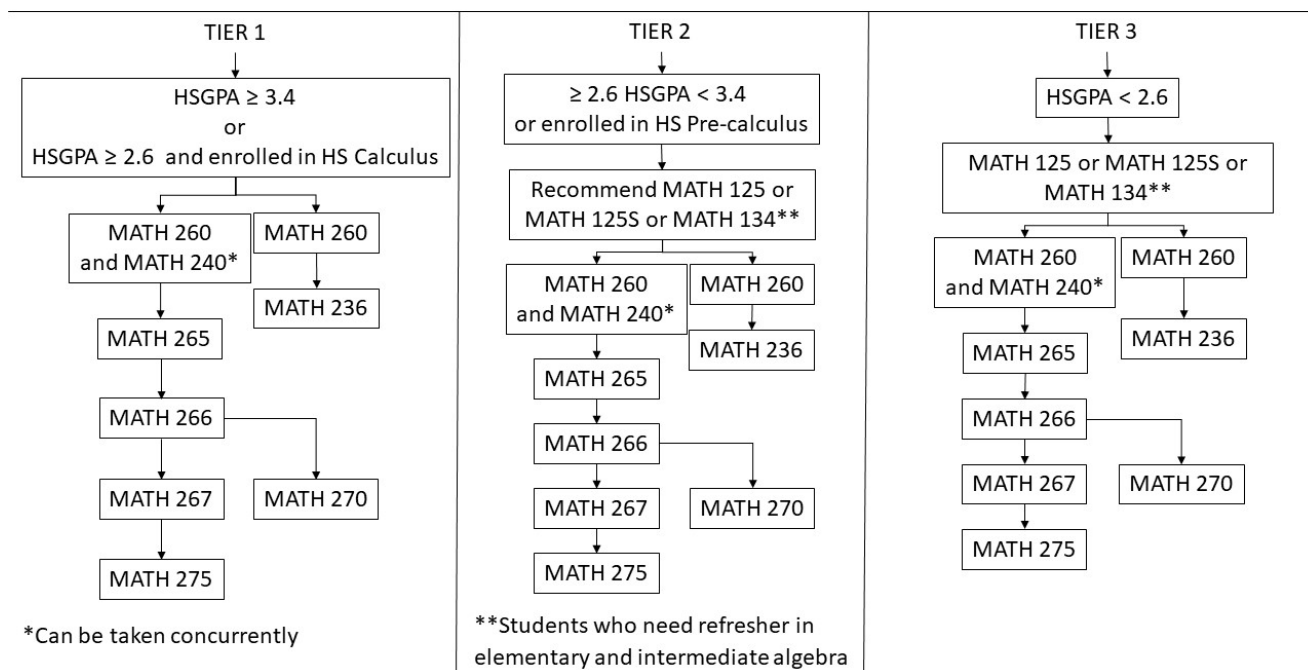 TIER 1
HSGPA ≥ 3.4
or
HSGPA ≥ 2.6 and enrolled in HS Calculus
MATH 260
and MATH 240*
MATH 260
MATH 236
MATH 265
MATH 266
MATH 267
MATH 270
MATH 275
*Can be taken concurrently
TIER 2
≥ 2.6 HSGPA < 3.4
or enrolled in HS Pre-calculus
Recommend MATH 125 or
MATH 125S or MATH 134**
MATH 260
and MATH 240*
MATH 260
MATH 236
MATH 265
MATH 266
MATH 267
MATH 270
MATH 275
**Students who need refresher in
elementary and intermediate algebra
TIER 3
HSGPA < 2.6
MATH 125 or MATH 125S or
MATH 134**
MATH 260
and MATH 240*
MATH 260
MATH 236
MATH 265
MATH 266
MATH 267
MATH 270
MATH 275